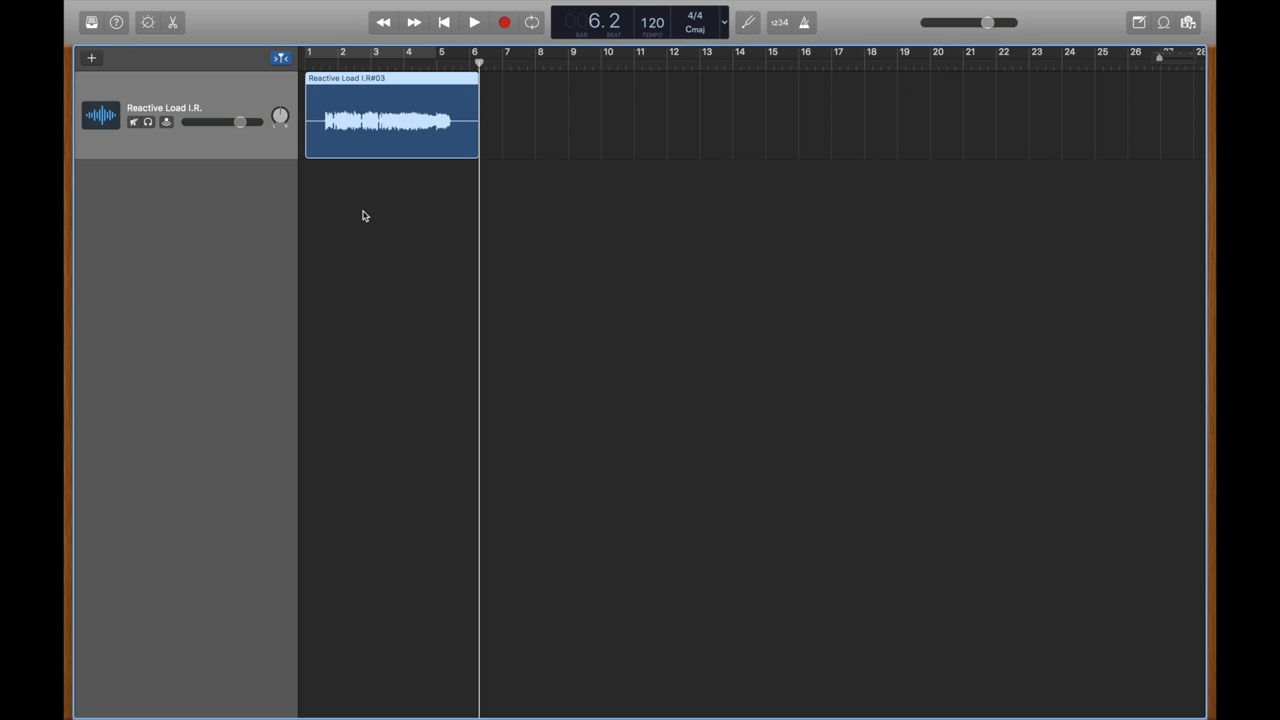 6.2 120 4/4 Cmaj 1234
BAR BEAT TEMPO
1 2 3 4 5 6 7 8 9 10 11 12 13 14 15 16 17 18 19 20 21 22 23 24 25 26 27 28
Reactive Load I.R#03
Reactive Load I.R.
L R